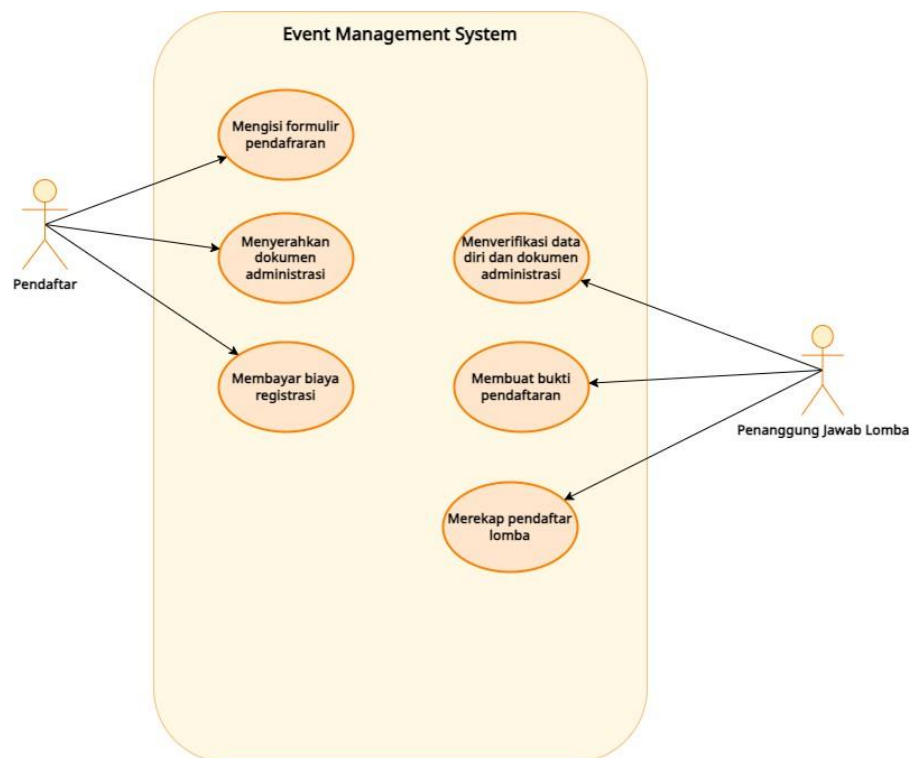 Event Management System
Mengisi formulir
pendafraran
Menyerahkan
dokumen
administrasi
Menverifikasi data
diri dan dokumen
administrasi
Pendaftar
Membayar biaya
registrasi
Membuat bukti
pendaftaran
Penanggung Jawab Lomba
Merekap pendaftar
lomba